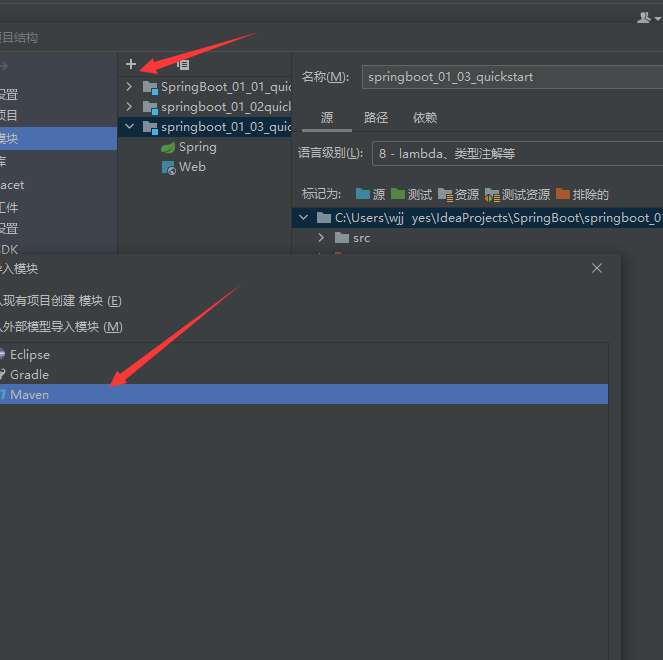 项目结构
名称(M): springboot_01_03_quickstart
SpringBoot_01_01_quic
springboot_01_02quick
springboot_01_03_quic
Spring
Web
设置
项目
模块
库
acet
工件
设置
DK
源 路径 依赖
语言级别(L): 8 - lambda、类型注解等
标记为: 源 测试 资源 测试资源 排除的
C:\Users\wjj yes\IdeaProjects\SpringBoot\springboot_01
src
导入模块
从现有项目创建 模块 (E)
从外部模型导入模块 (M)
Eclipse
Gradle
Maven